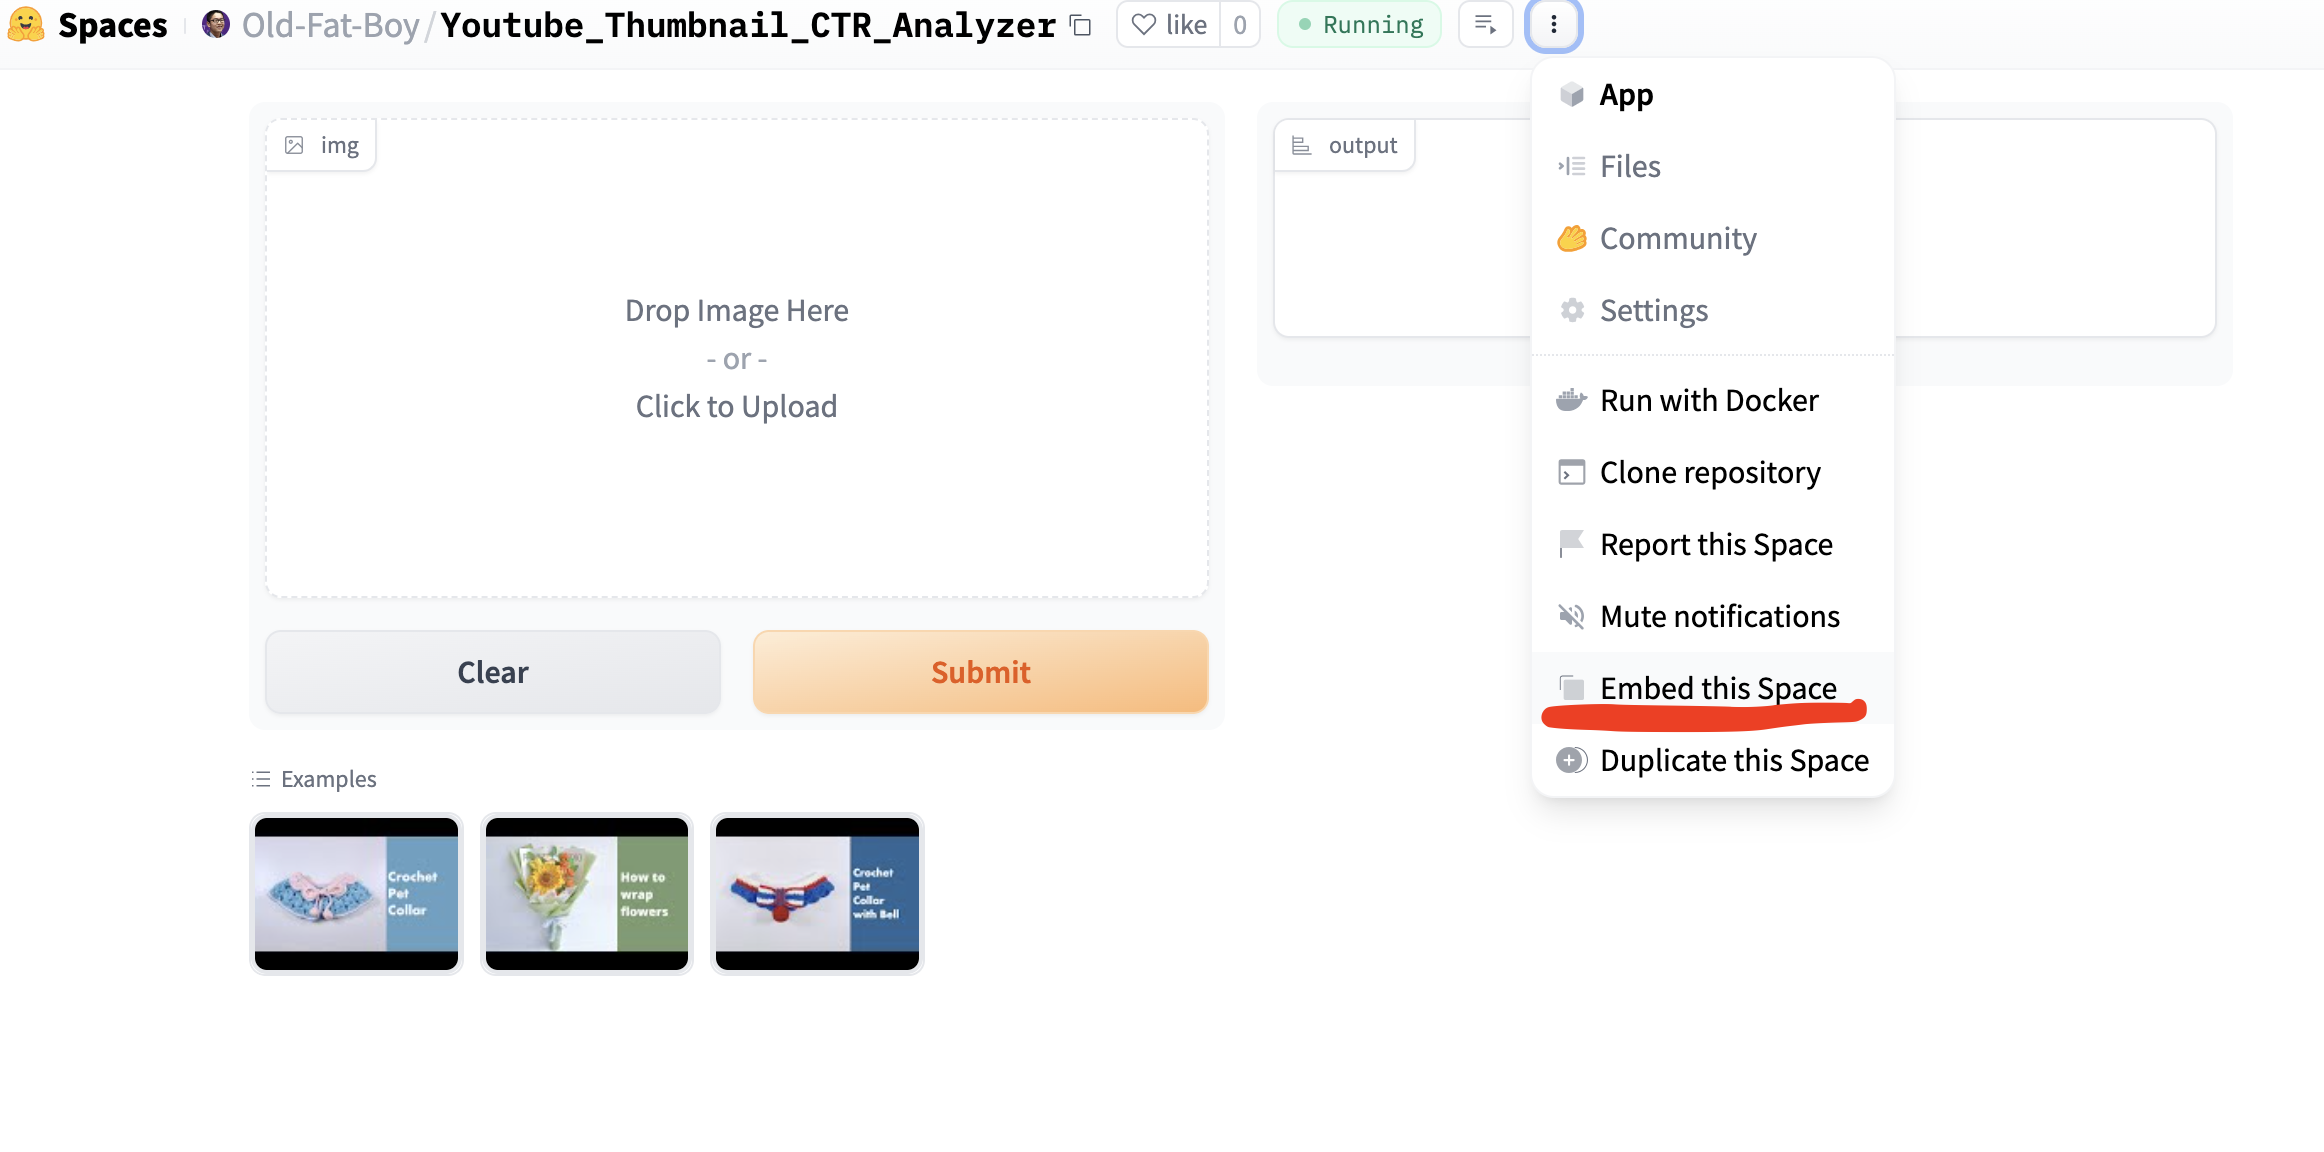 Spaces Old-Fat-Boy/Youtube_Thumbnail_CTR_Analyzer like 0 Running
img
Drop Image Here
- or -
Click to Upload
Clear Submit
output
App
Files
Community
Settings
Run with Docker
Clone repository
Report this Space
Mute notifications
Embed this Space
Duplicate this Space
Examples
Crochet
Pet
Collar
How to
wrap
flowers
Crochet
Pet
Collar
with Bell